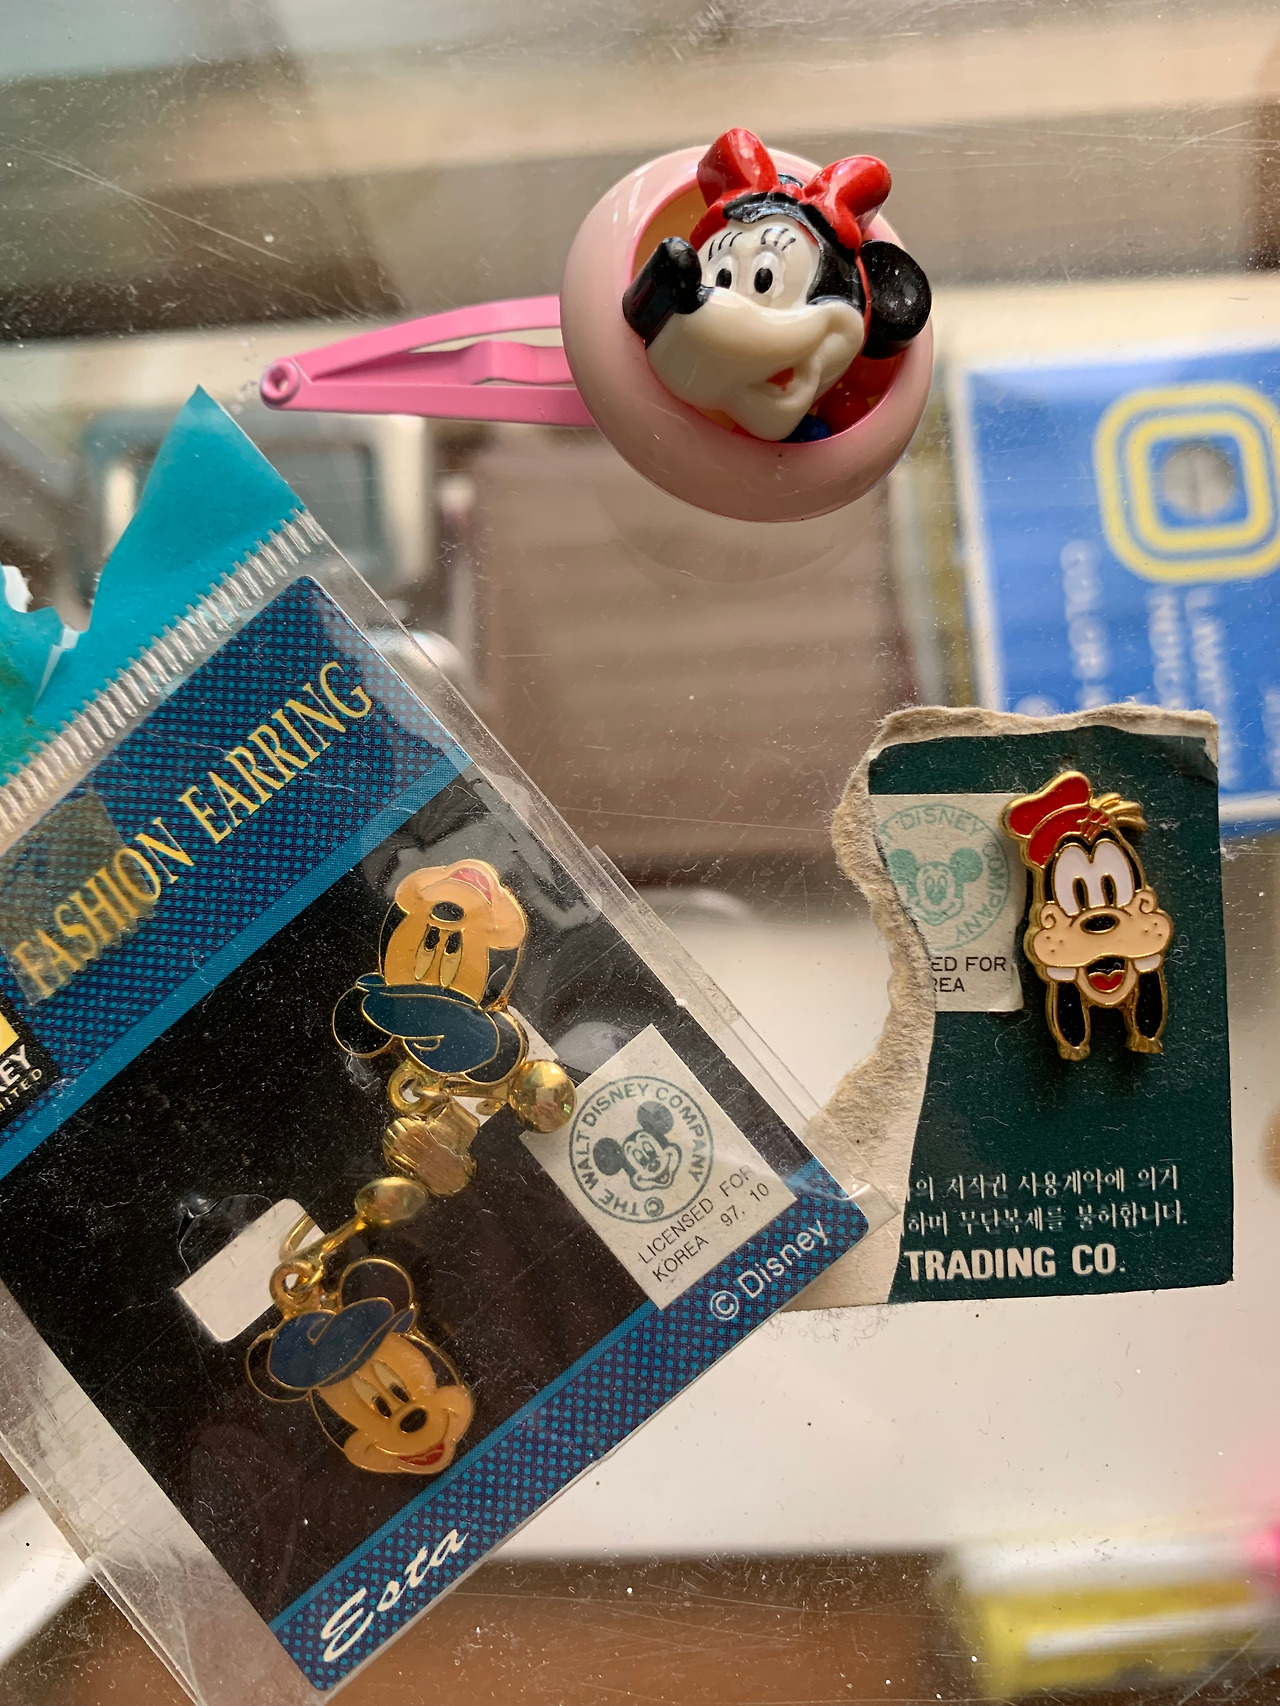 FASHION EARRING
©THE WALT DISNEY COMPANY
LICENSED FOR
KOREA 97. 10
© Disney
Esta
T DISNEY COMPANY
ED FOR
REA
의 저작권 사용계약에 의거
하며 무단복제를 불허합니다.
TRADING CO.
COLOR